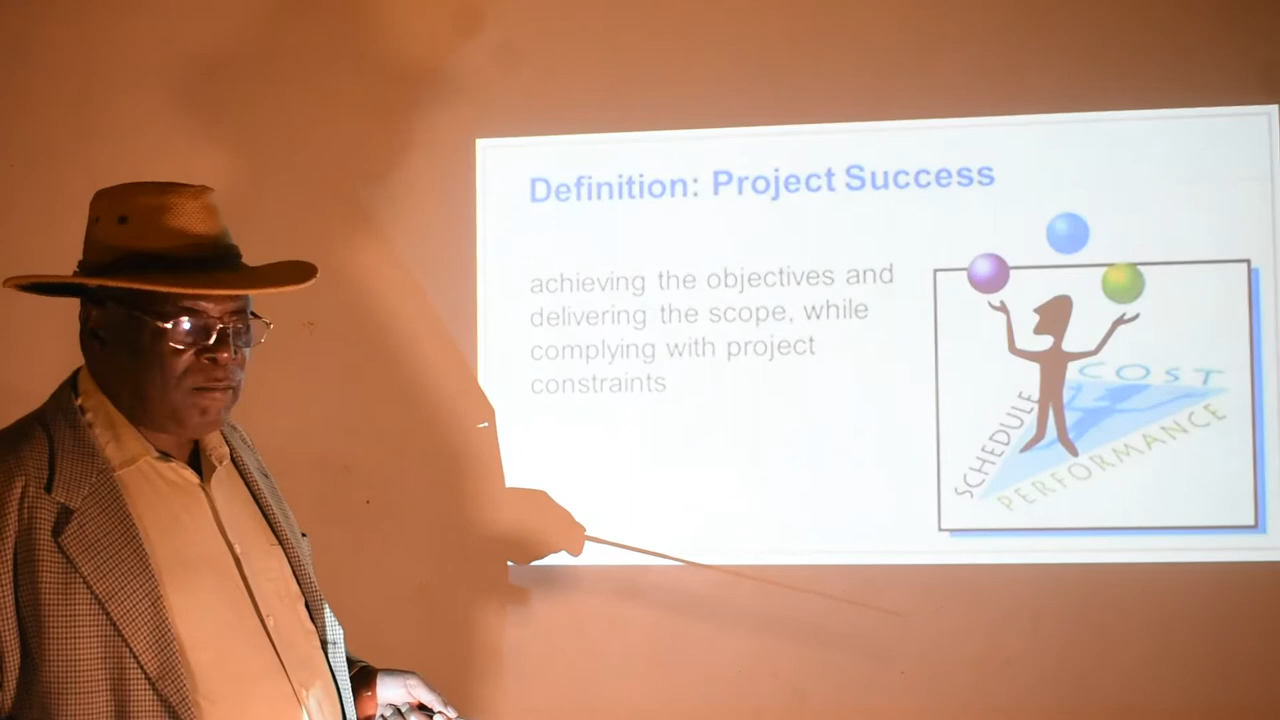 Definition: Project Success
achieving the objectives and
delivering the scope, while
complying with project
constraints
COST
SCHEDULE
PERFORMANCE